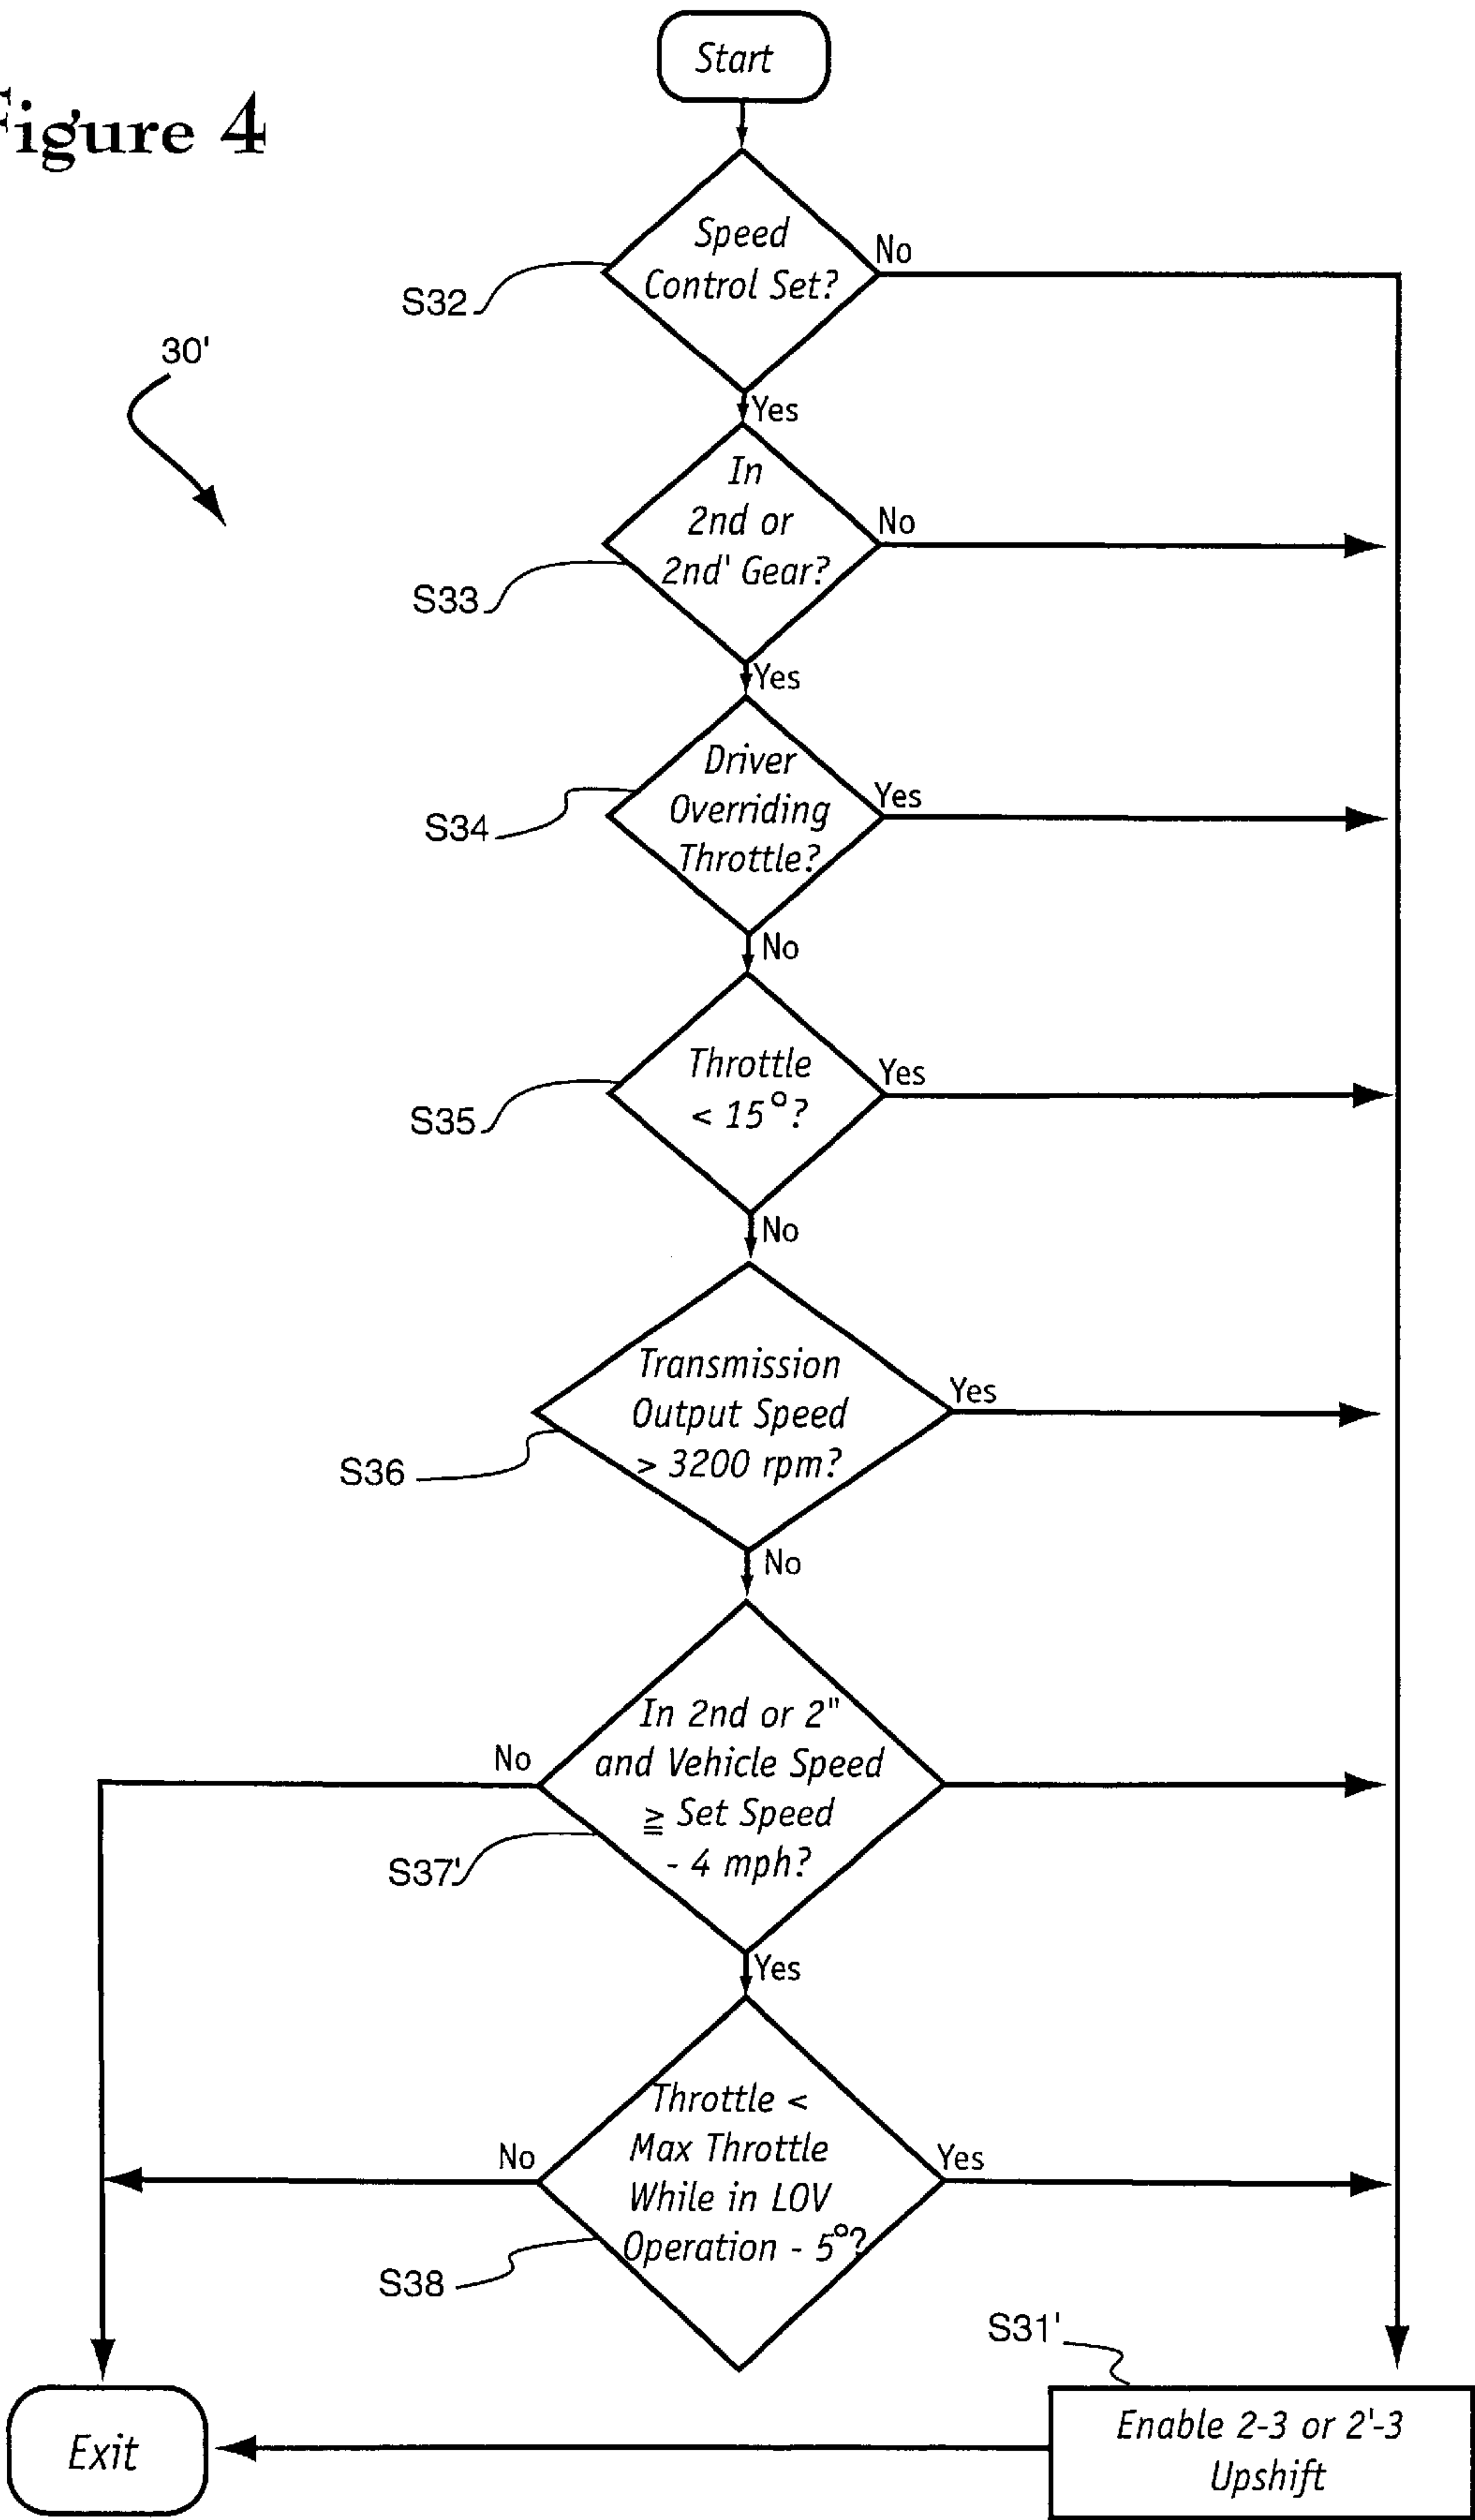 Figure 4
Start
Speed
Control Set?
No
S32
30'
Yes
In
2nd or
2nd' Gear?
No
S33
Yes
Driver
Overriding
Throttle?
Yes
S34
No
Throttle
< 15°?
Yes
S35
No
Transmission
Output Speed
> 3200 rpm?
Yes
S36
No
In 2nd or 2"
and Vehicle Speed
≧ Set Speed
- 4 mph?
No
S37'
Yes
Throttle <
Max Throttle
While in LOV
Operation - 5°?
No
Yes
S38
S31'
Enable 2-3 or 2'-3
Upshift
Exit